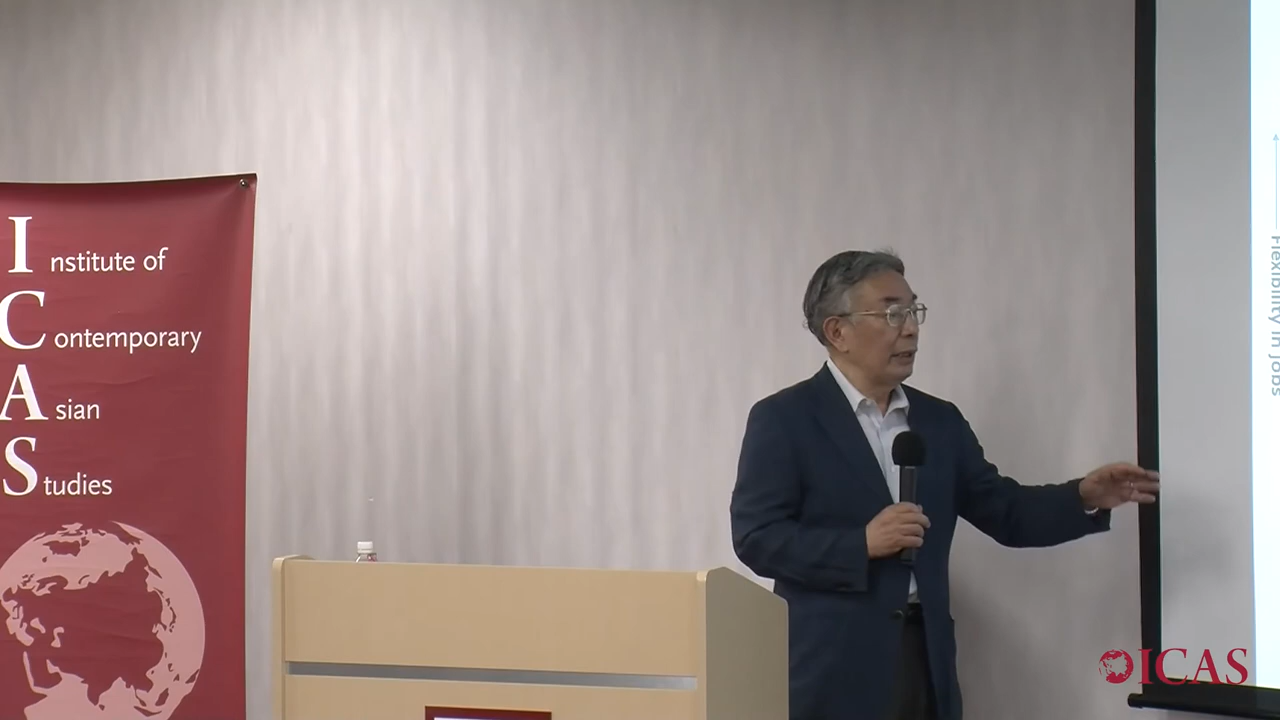 Institute of
Contemporary
Asian
Studies
Flexibility in jobs
ICAS